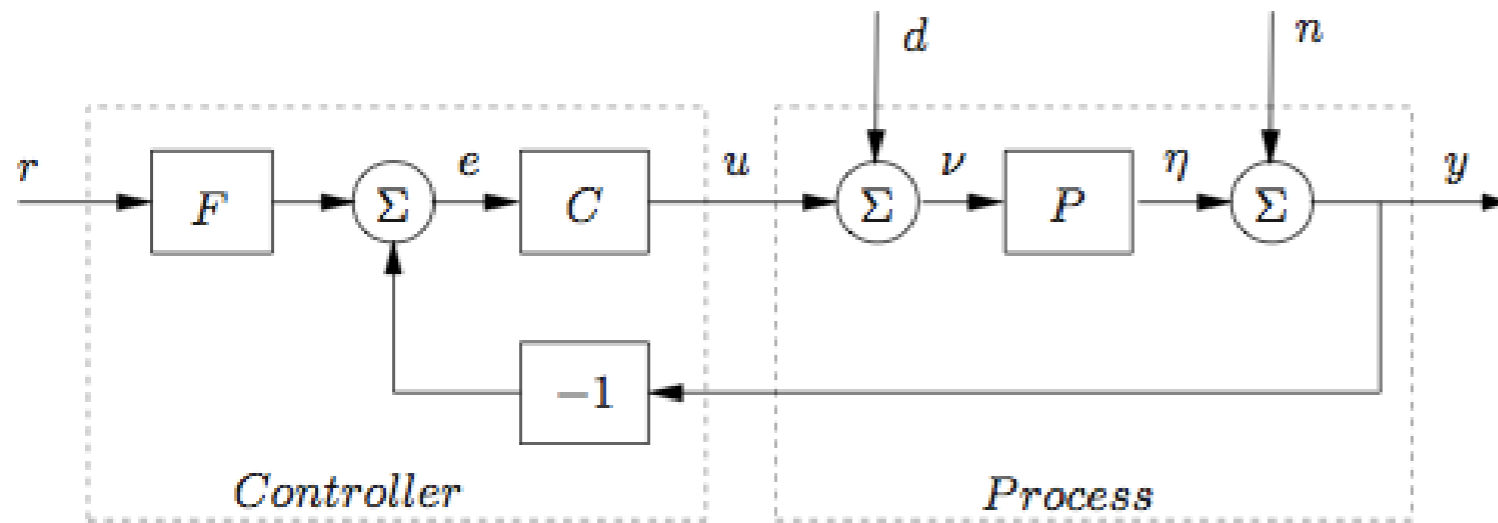 d n
r F Σ e C u Σ ν P η Σ y
−1
Controller Process